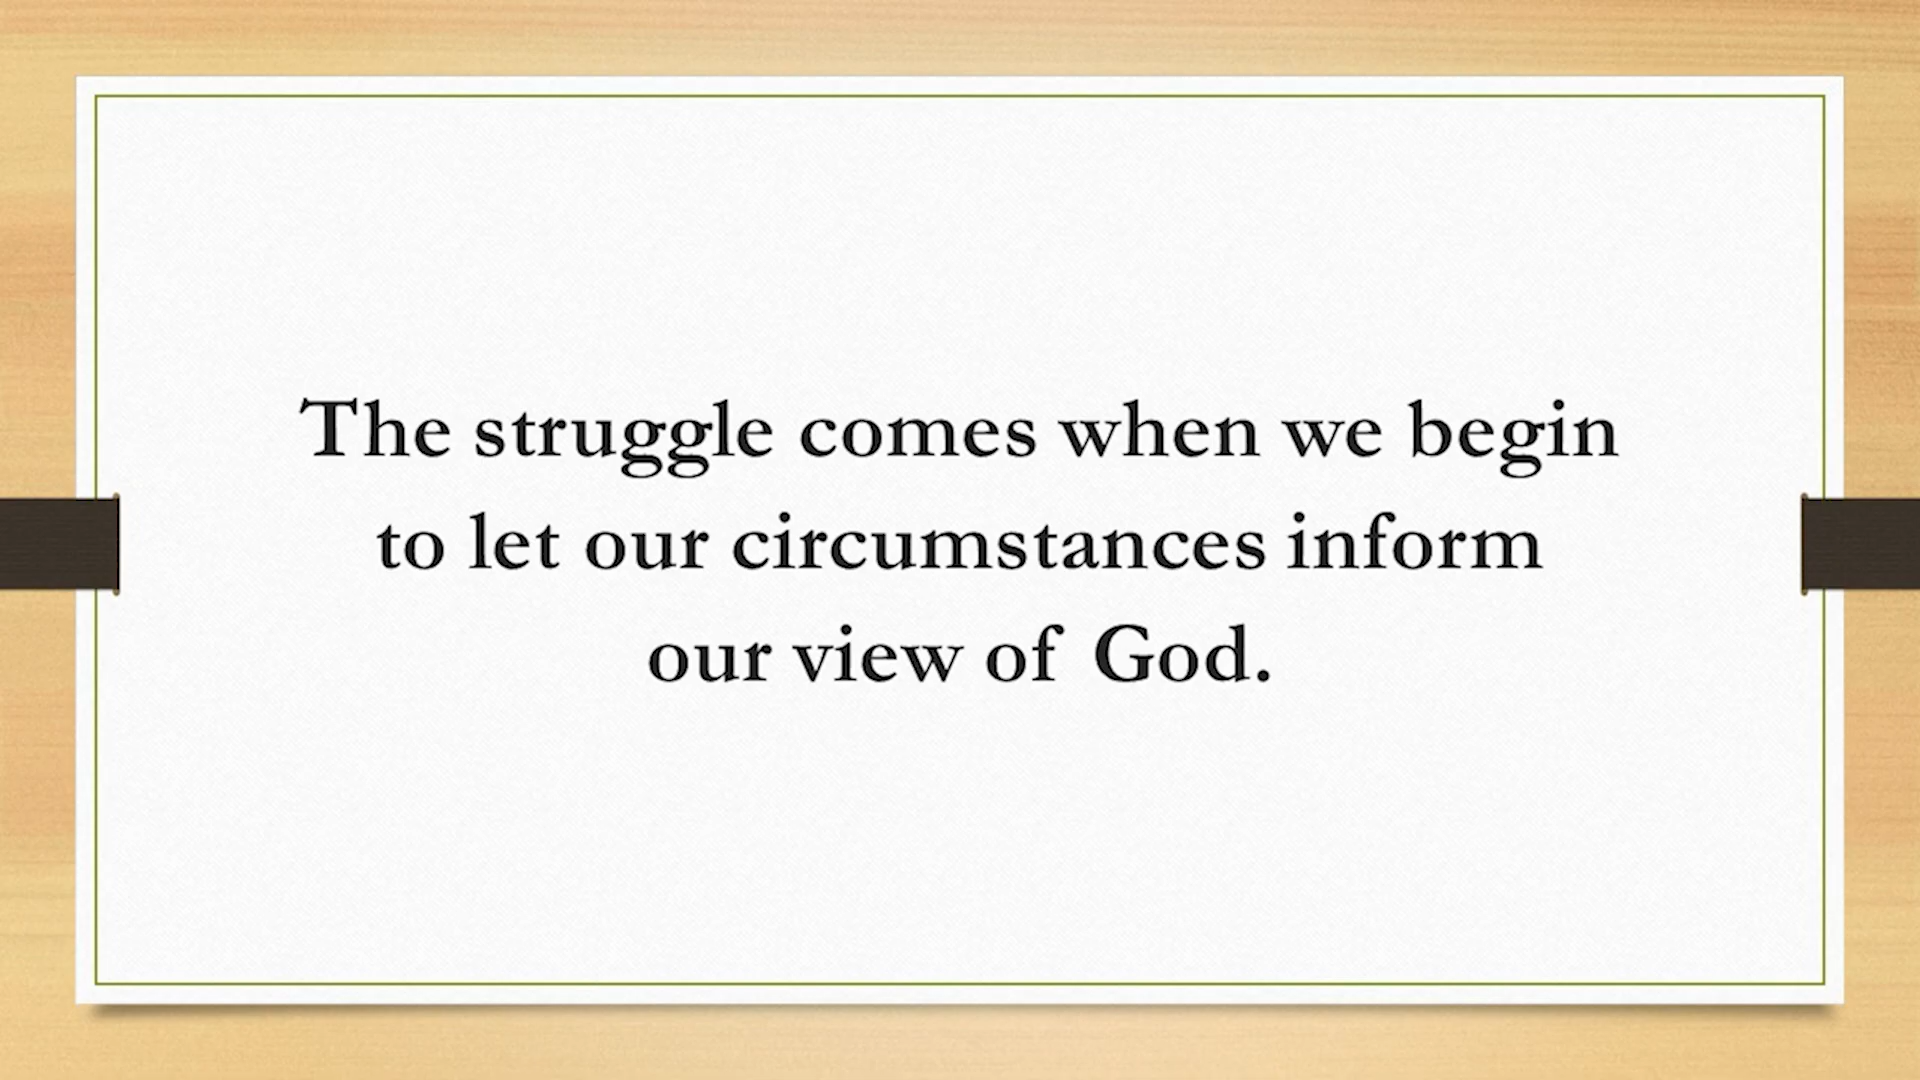 The struggle comes when we begin
to let our circumstances inform
our view of God.